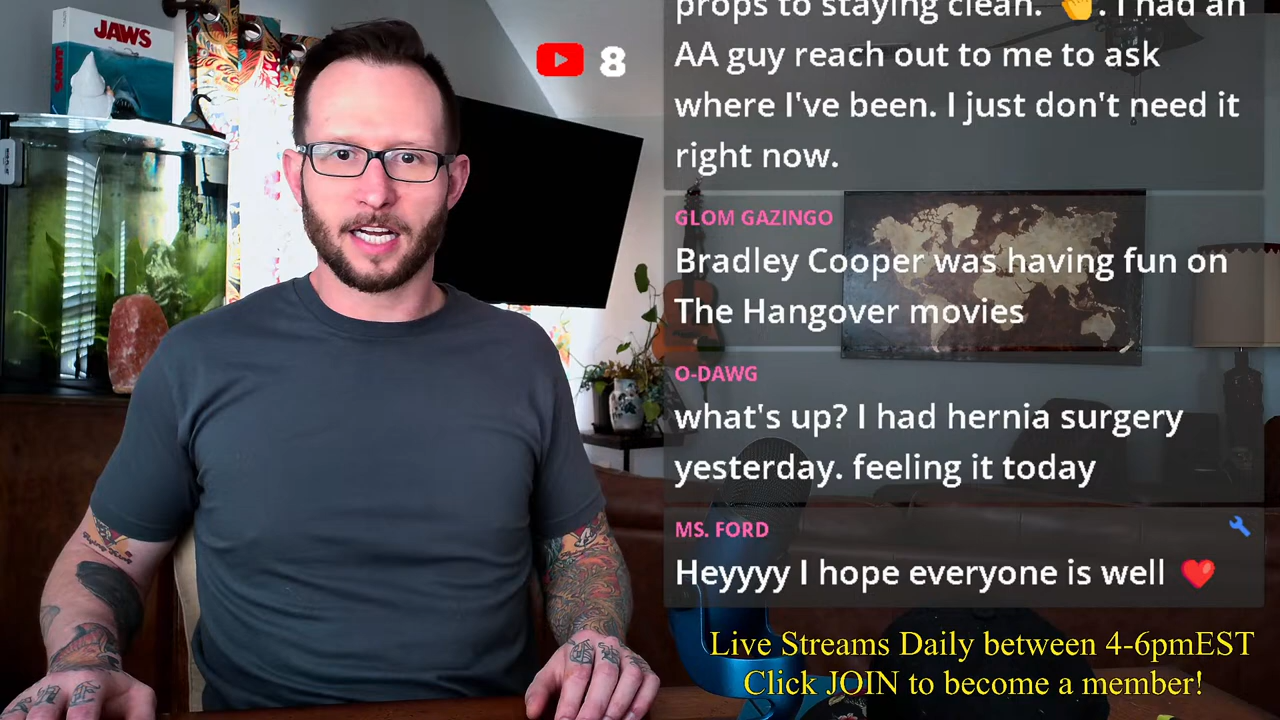 JAWS
8
props to staying clean. 👏. I had an
AA guy reach out to me to ask
where I've been. I just don't need it
right now.
GLOM GAZINGO
Bradley Cooper was having fun on
The Hangover movies
O-DAWG
what's up? I had hernia surgery
yesterday. feeling it today
MS. FORD
Heyyyy I hope everyone is well ❤️
Live Streams Daily between 4-6pmEST
Click JOIN to become a member!